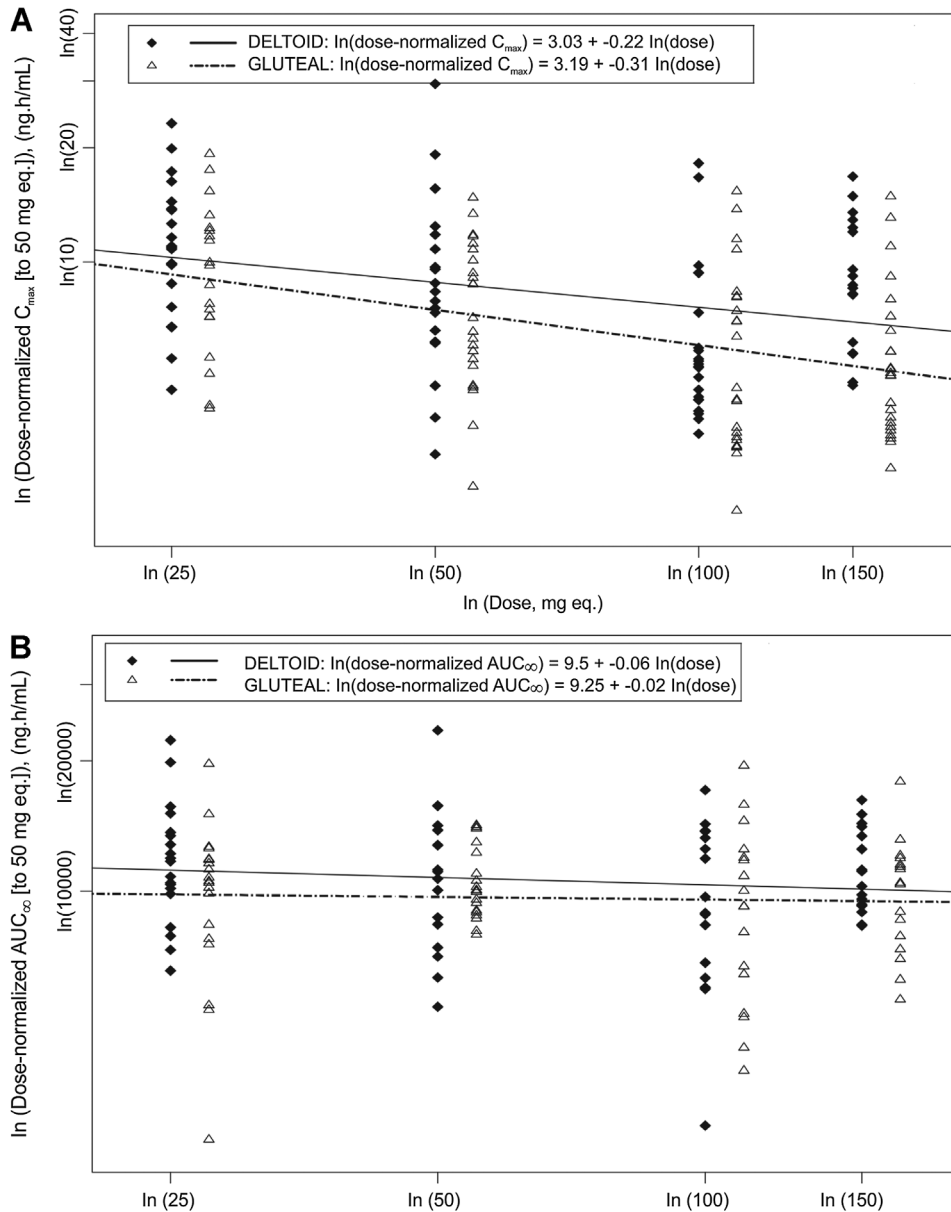 A
ln (Dose-normalized Cmax [to 50 mg eq.]), (ng.h/mL)
ln(40)
ln(20)
ln(10)
DELTOID: ln(dose-normalized Cmax) = 3.03 + -0.22 ln(dose)
GLUTEAL: ln(dose-normalized Cmax) = 3.19 + -0.31 ln(dose)
ln (25)
ln (50)
ln (100)
ln (150)
ln (Dose, mg eq.)
B
ln (Dose-normalized AUC∞ [to 50 mg eq.]), (ng.h/mL)
ln(20000)
ln(10000)
DELTOID: ln(dose-normalized AUC∞) = 9.5 + -0.06 ln(dose)
GLUTEAL: ln(dose-normalized AUC∞) = 9.25 + -0.02 ln(dose)
ln (25)
ln (50)
ln (100)
ln (150)